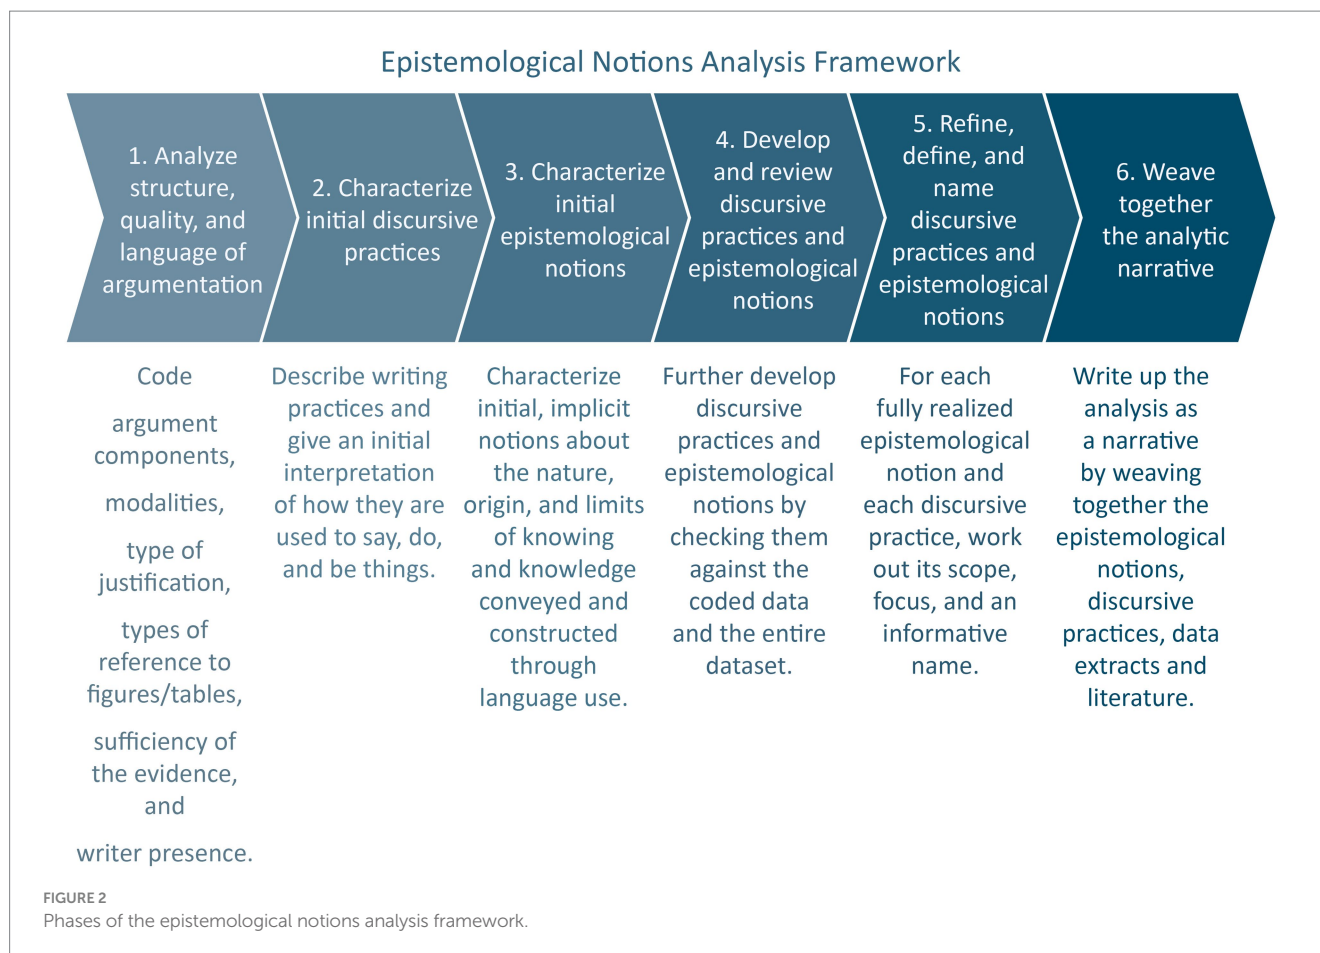 Epistemological Notions Analysis Framework
1. Analyze
structure,
quality, and
language of
argumentation
2. Characterize
initial discursive
practices
3. Characterize
initial
epistemological
notions
4. Develop
and review
discursive
practices and
epistemological
notions
5. Refine,
define, and
name
discursive
practices and
epistemological
notions
6. Weave
together
the analytic
narrative
Code
argument
components,
modalities,
type of
justification,
types of
reference to
figures/tables,
sufficiency of
the evidence,
and
writer presence.
Describe writing
practices and
give an initial
interpretation
of how they are
used to say, do,
and be things.
Characterize
initial, implicit
notions about
the nature,
origin, and limits
of knowing
and knowledge
conveyed and
constructed
through
language use.
Further develop
discursive
practices and
epistemological
notions by
checking them
against the
coded data
and the entire
dataset.
For each
fully realized
epistemological
notion and
each discursive
practice, work
out its scope,
focus, and an
informative
name.
Write up the
analysis as
a narrative
by weaving
together the
epistemological
notions,
discursive
practices, data
extracts and
literature.
FIGURE 2
Phases of the epistemological notions analysis framework.